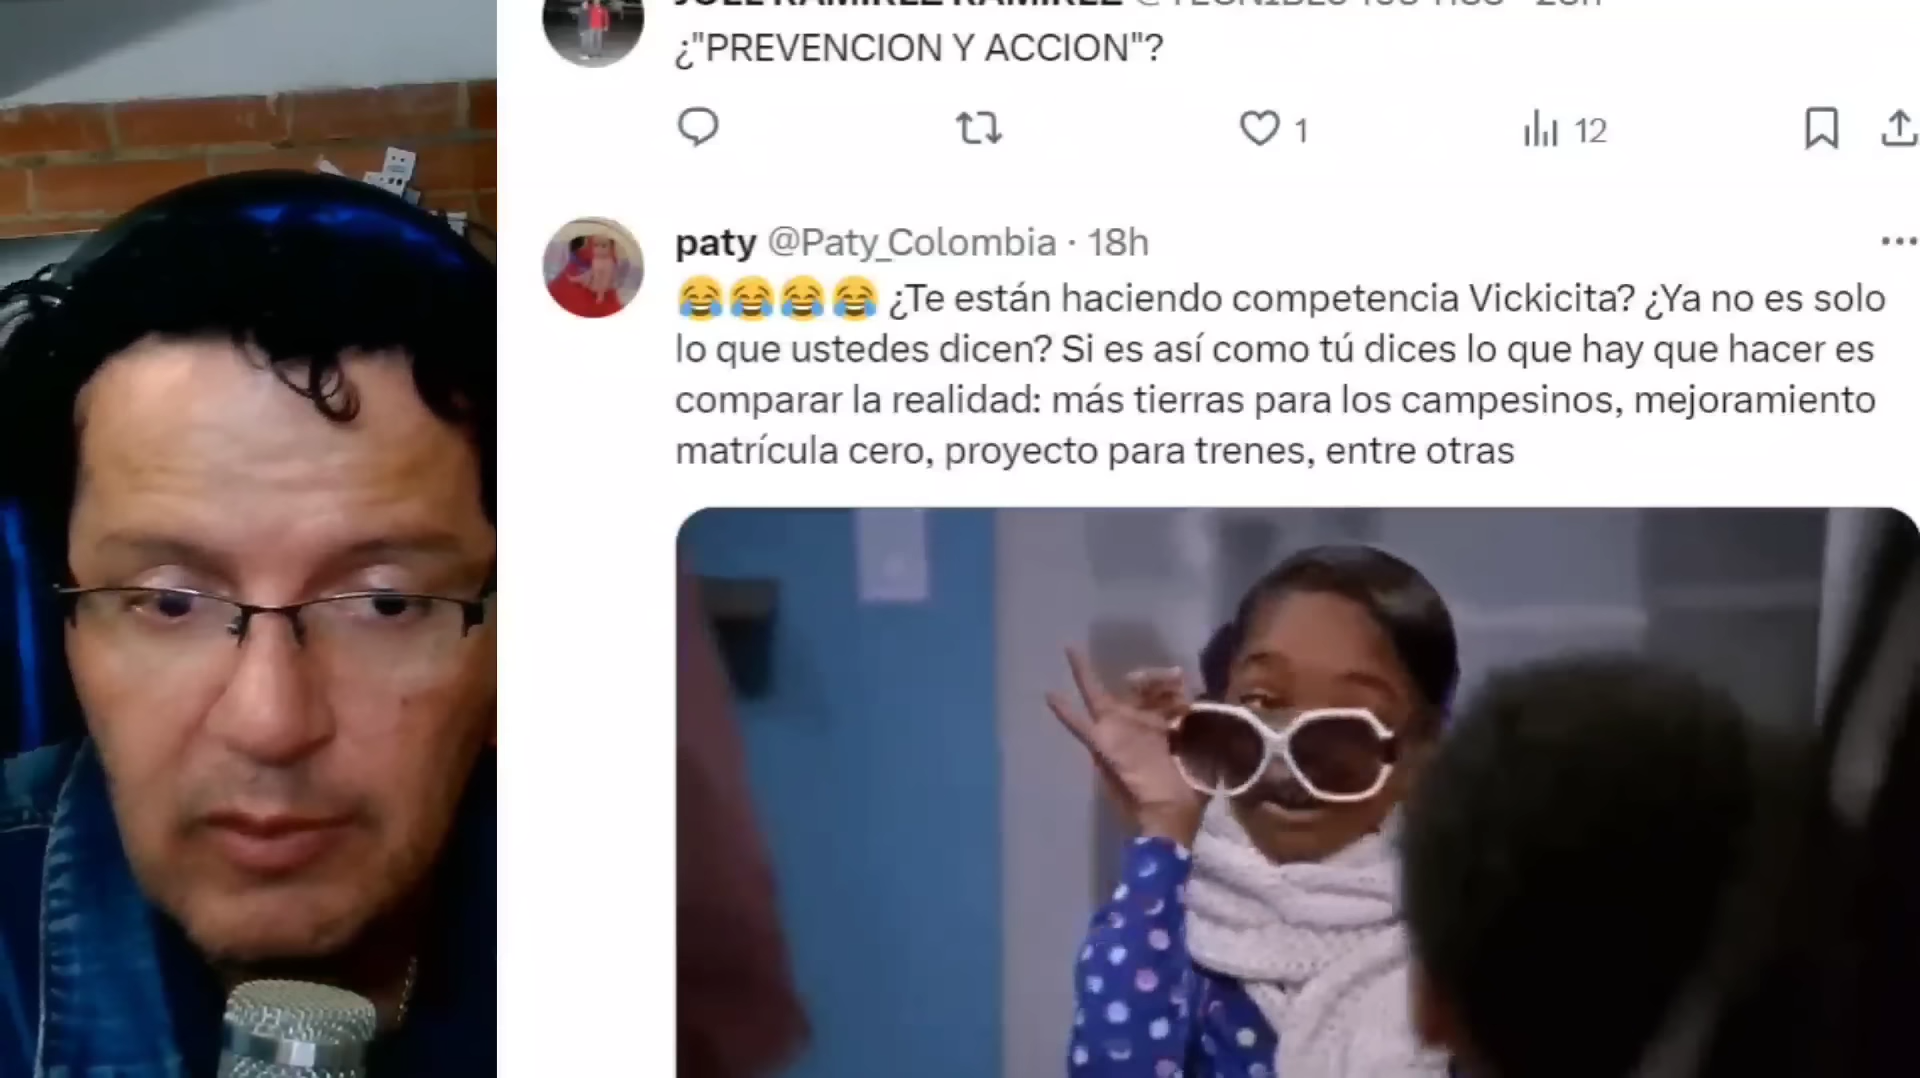 ¿"PREVENCION Y ACCION"?
1
12
paty @Paty_Colombia · 18h
😂😂😂😂 ¿Te están haciendo competencia Vickicita? ¿Ya no es solo
lo que ustedes dicen? Si es así como tú dices lo que hay que hacer es
comparar la realidad: más tierras para los campesinos, mejoramiento
matrícula cero, proyecto para trenes, entre otras